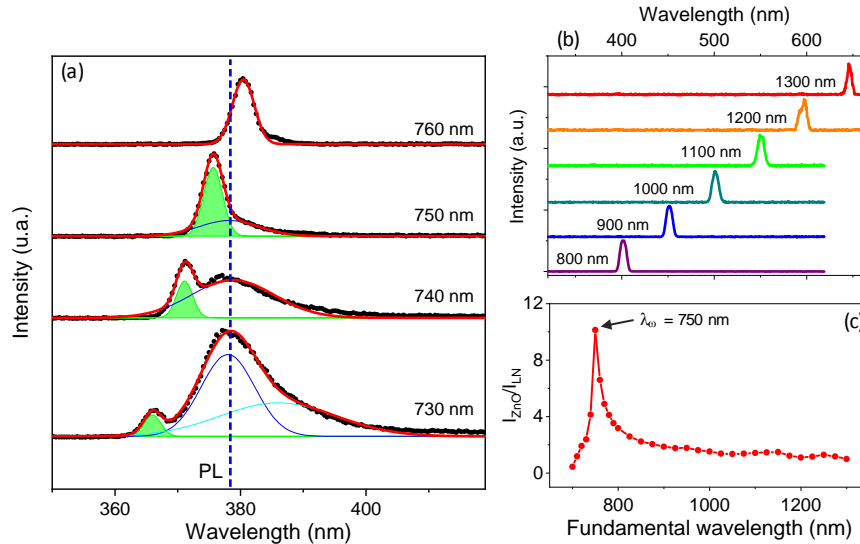 (a)
760 nm
750 nm
740 nm
730 nm
PL
360
380
400
Wavelength (nm)
Intensity (u.a.)
Wavelength (nm)
400
500
600
(b)
1300 nm
1200 nm
1100 nm
1000 nm
900 nm
800 nm
Intensity (a.u.)
12
8
4
0
(c)
λω = 750 nm
IZnO/ILN
800
1000
1200
Fundamental wavelength (nm)